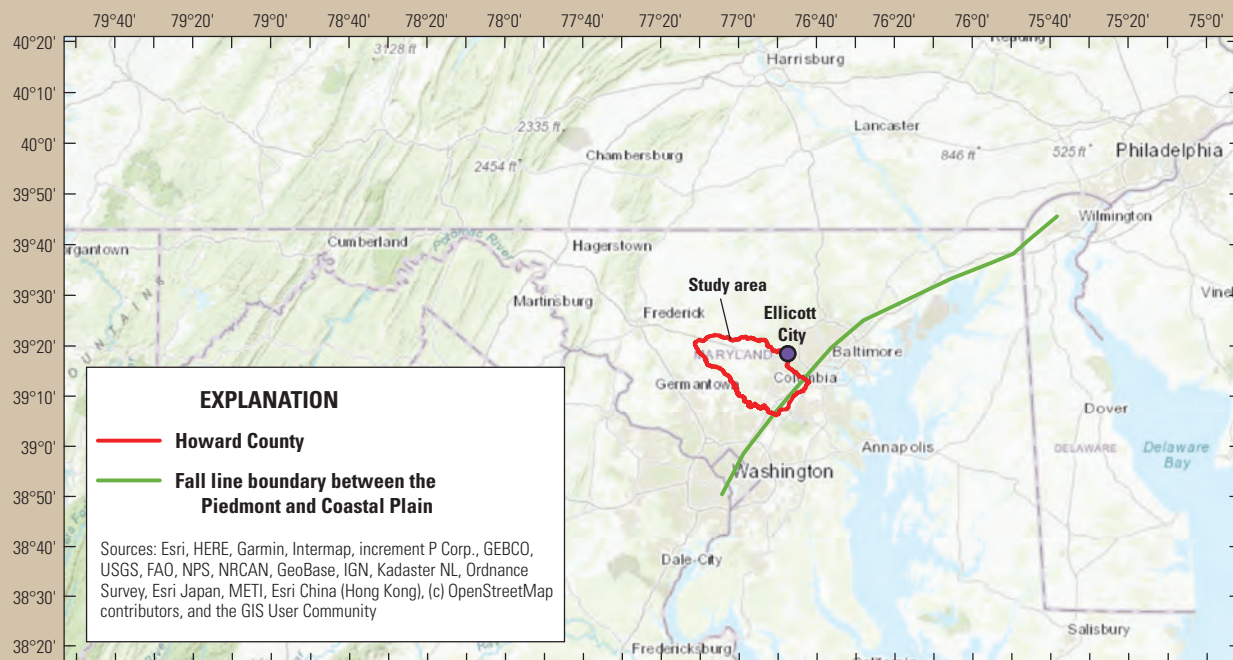 79°40' 79°20' 79°0' 78°40' 78°20' 78°0' 77°40' 77°20' 77°0' 76°40' 76°20' 76°0' 75°40' 75°20' 75°0'
40°20'
40°10'
40°0'
39°50'
39°40'
39°30'
39°20'
39°10'
39°0'
38°50'
38°40'
38°30'
38°20'
3128 ft
Harrisburg
2335 ft
Lancaster
Chambersburg
2454 ft
846 ft
525 ft
Philadelphia
Wilmington
organtown
Cumberland
Potomac River
Hagerstown
Martinsburg
Study area
Frederick
Ellicott
City
MARYLAND
Baltimore
Germantown
Columbia
Vinel
Annapolis
Dover
DELAWARE
Delaware
Bay
Washington
Dale City
Fredericksburg
Salisbury
EXPLANATION
Howard County
Fall line boundary between the
Piedmont and Coastal Plain
Sources: Esri, HERE, Garmin, Intermap, increment P Corp., GEBCO,
USGS, FAO, NPS, NRCAN, GeoBase, IGN, Kadaster NL, Ordnance
Survey, Esri Japan, METI, Esri China (Hong Kong), (c) OpenStreetMap
contributors, and the GIS User Community